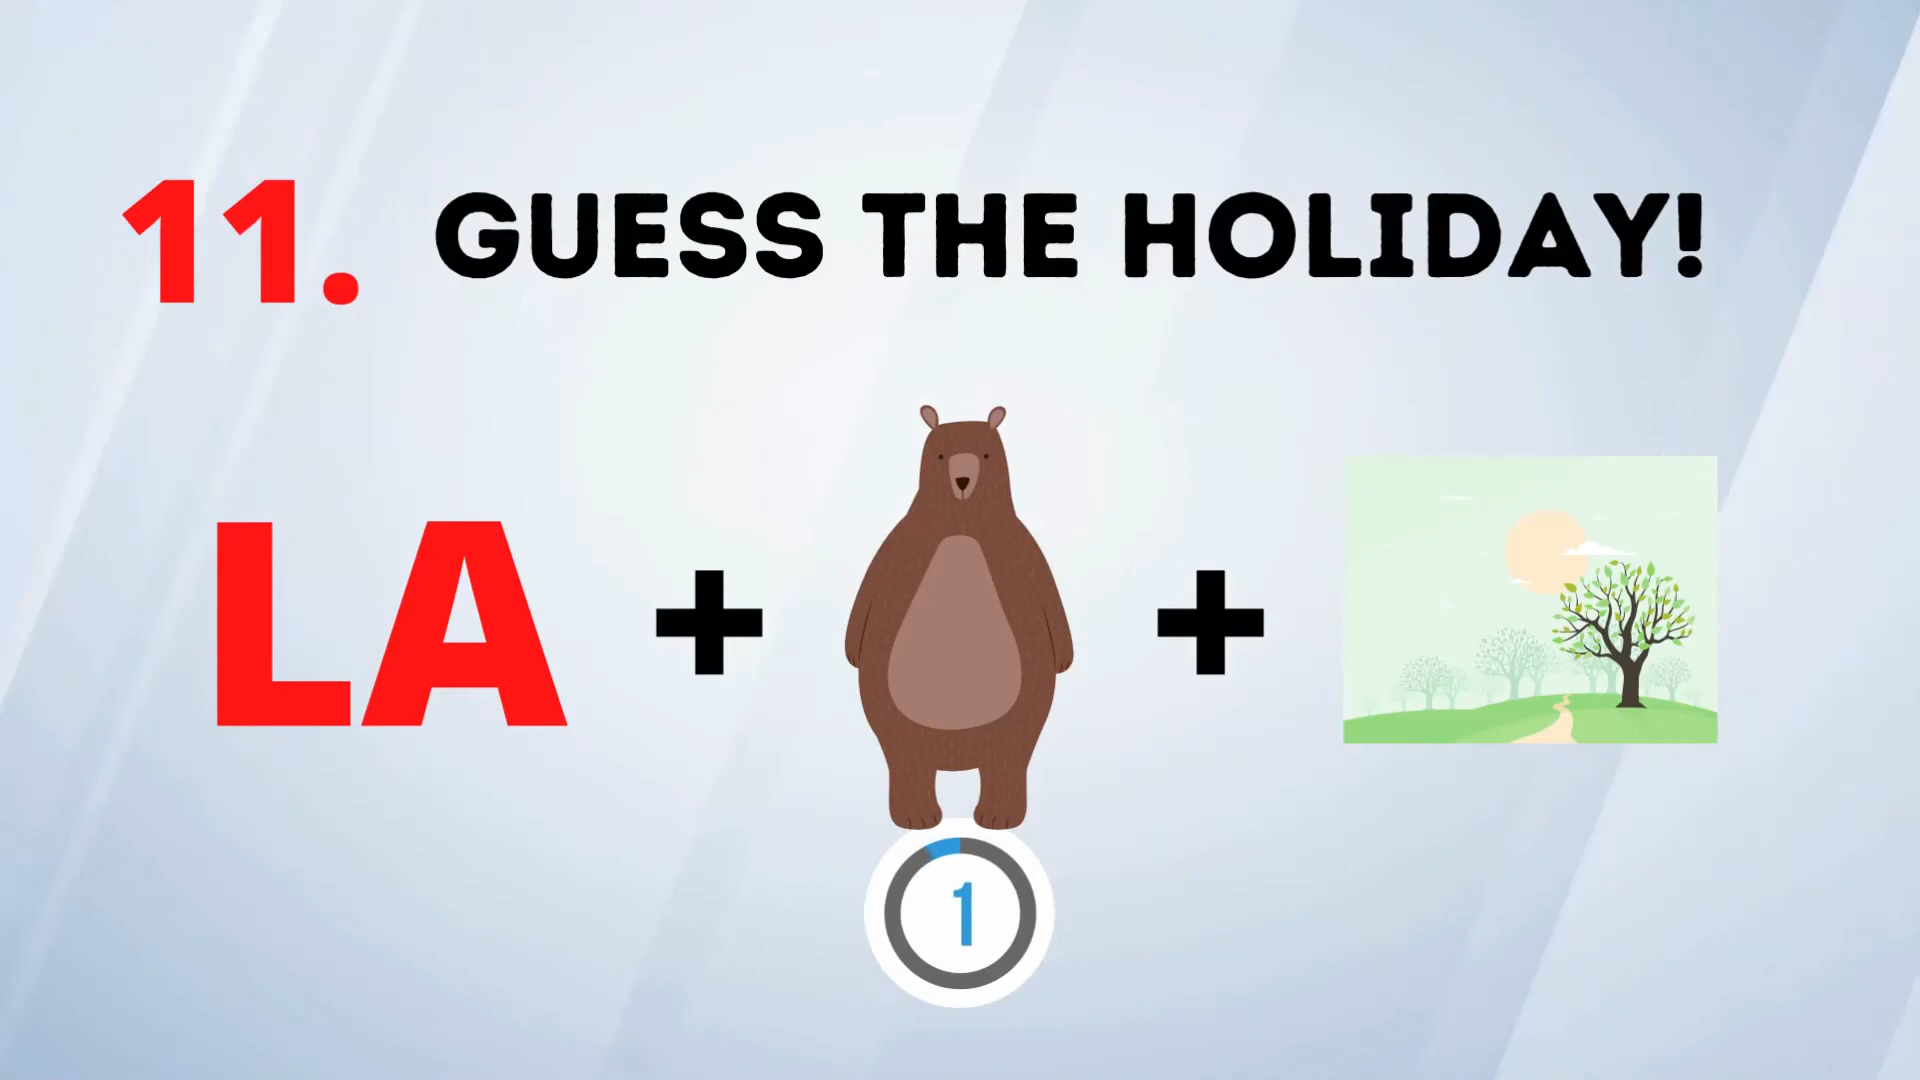 11. GUESS THE HOLIDAY!
LA + +
1